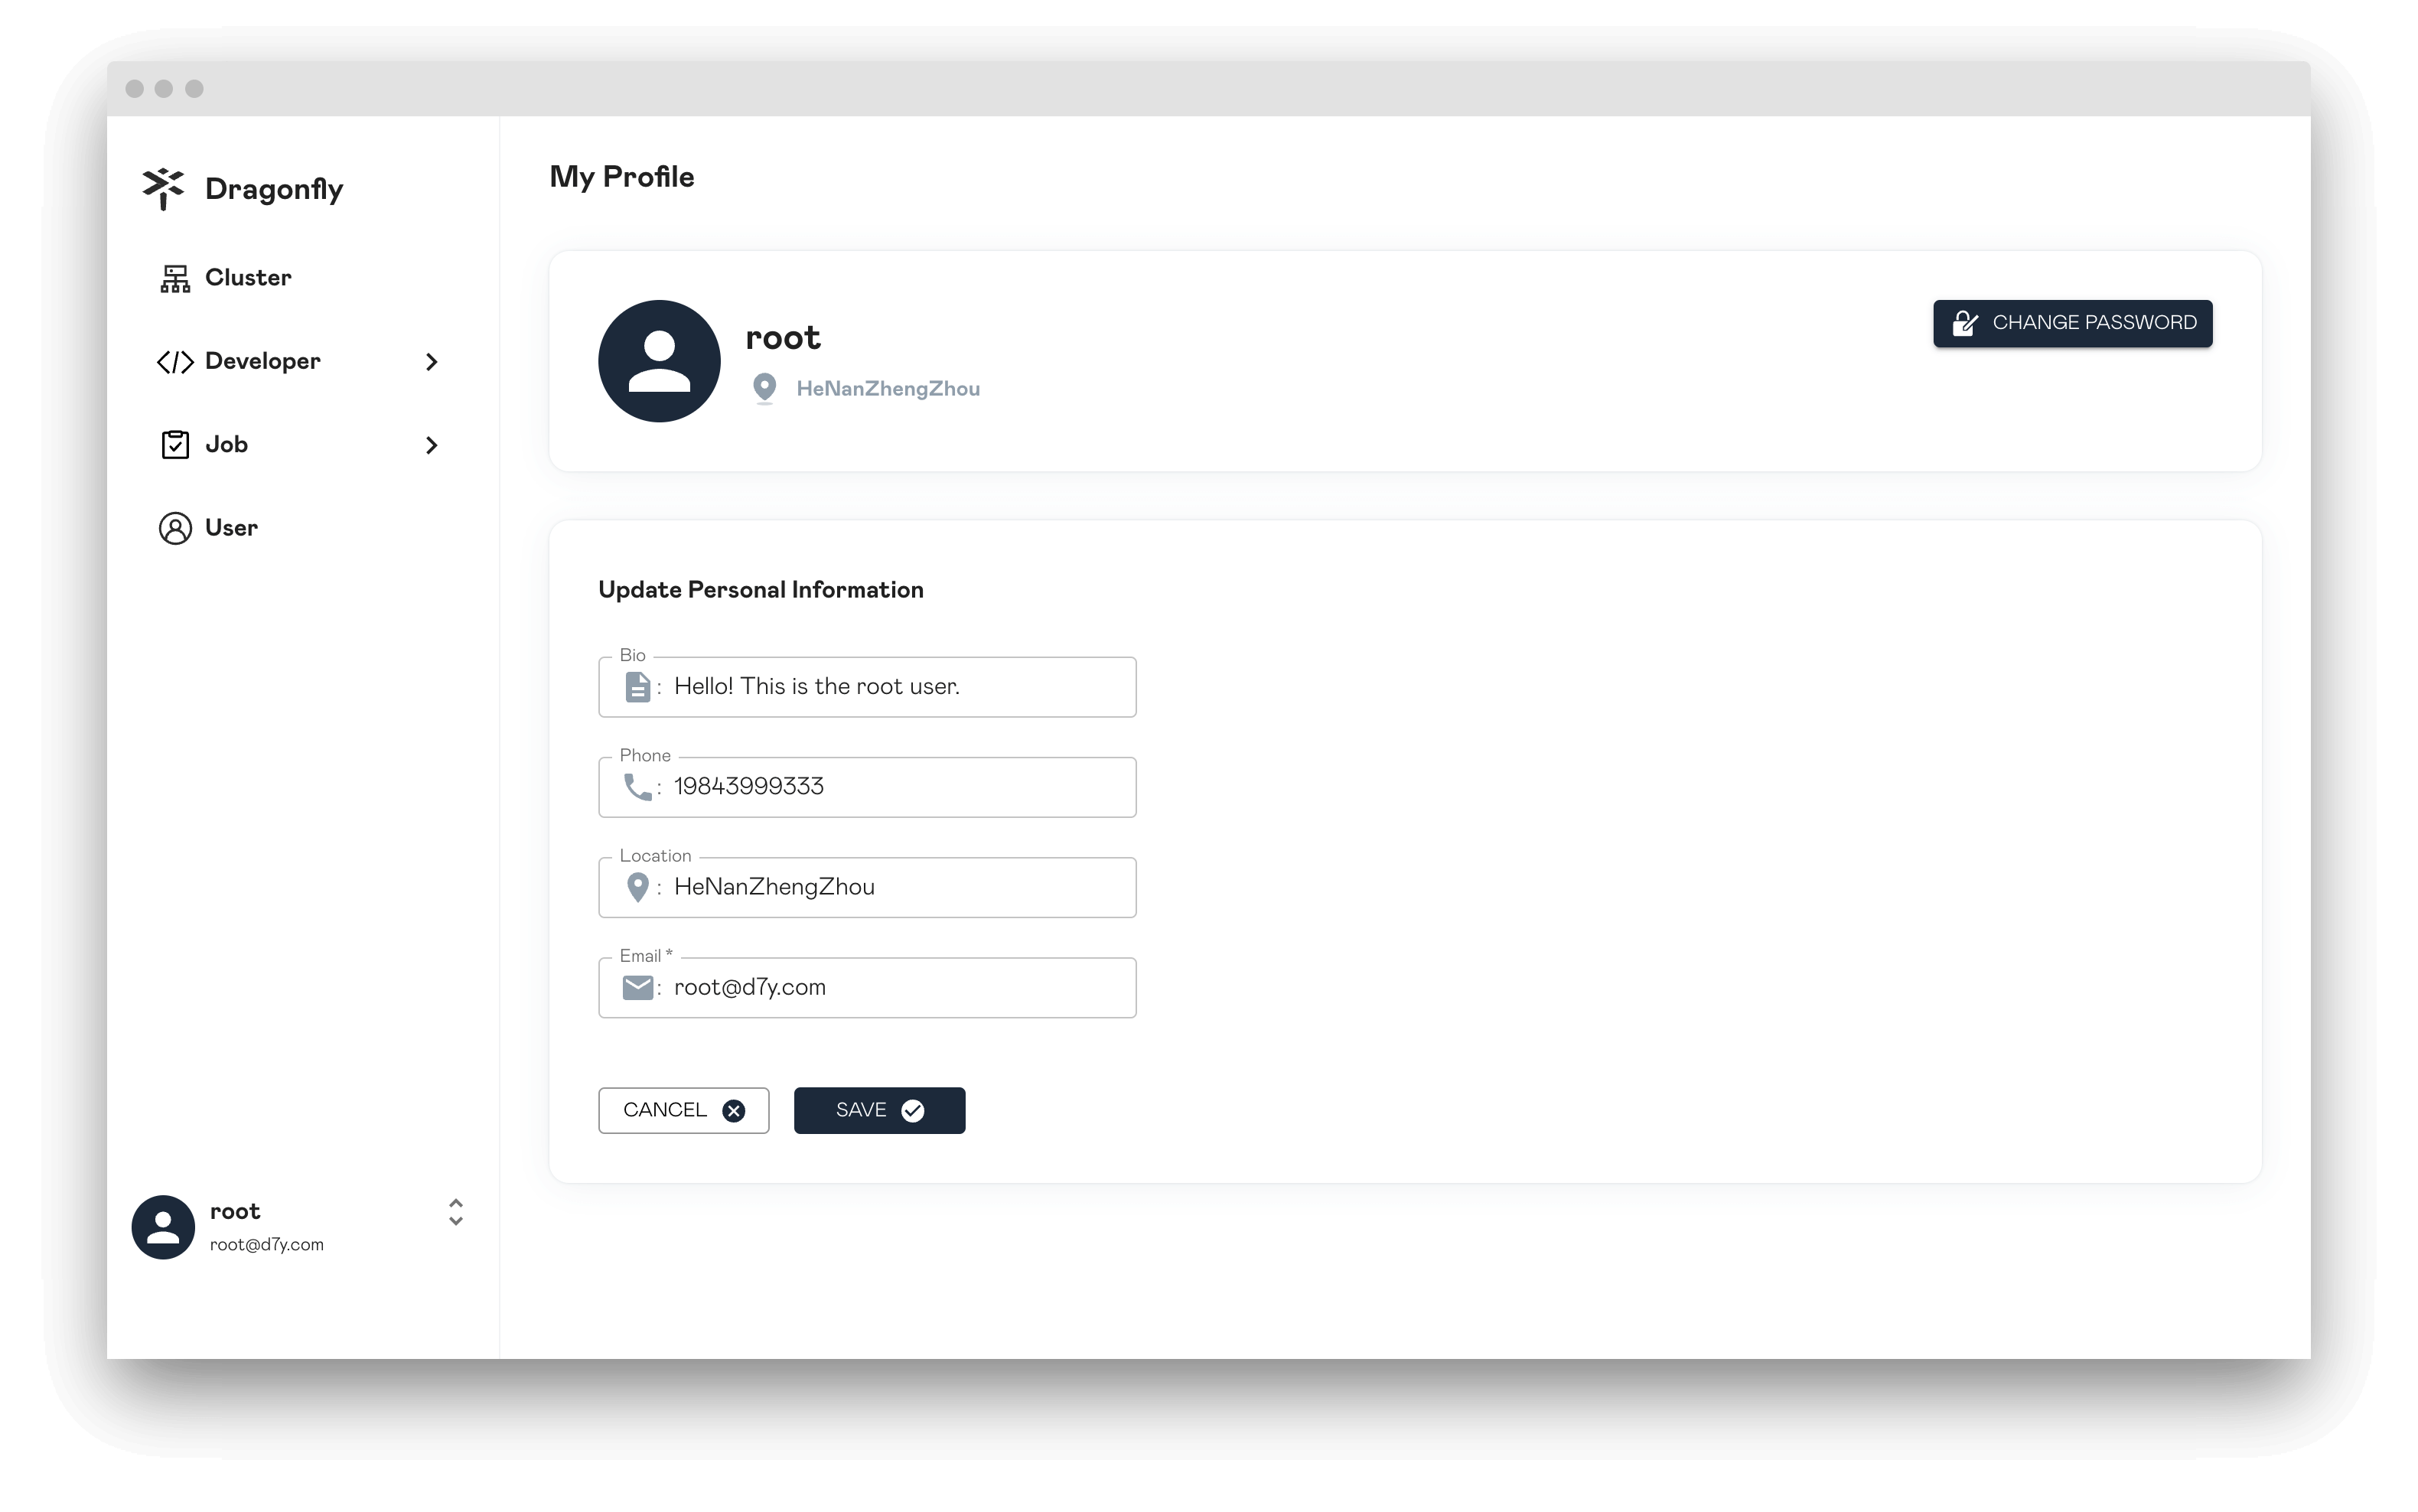 Dragonfly
Cluster
Developer
Job
User
root
root@d7y.com
My Profile
root
HeNanZhengZhou
CHANGE PASSWORD
Update Personal Information
Bio
: Hello! This is the root user.
Phone
: 19843999333
Location
: HeNanZhengZhou
Email *
: root@d7y.com
CANCEL
SAVE